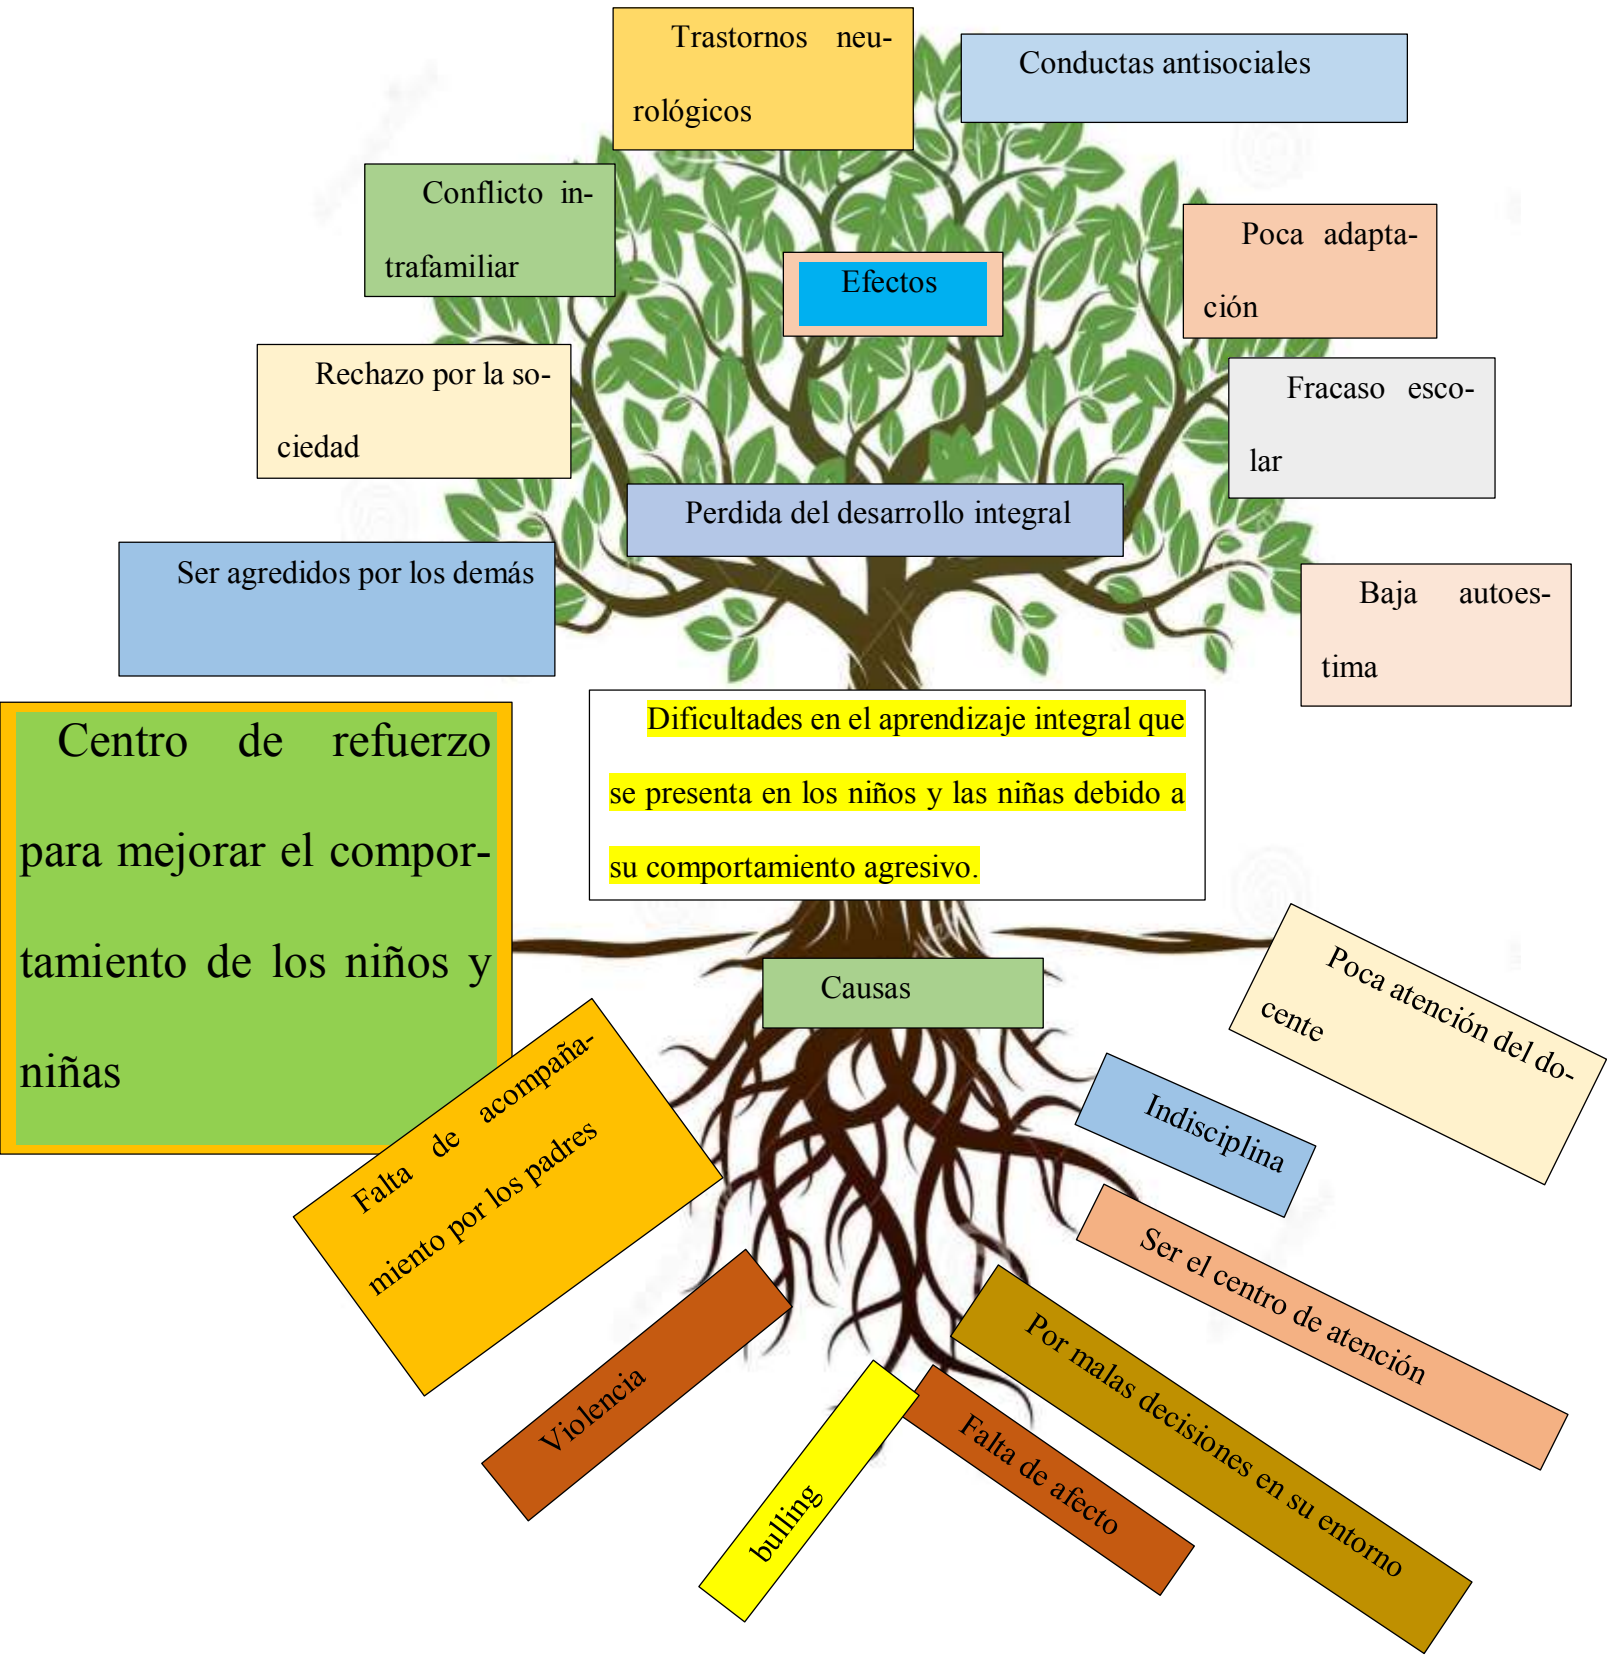 Trastornos neu-
rológicos
Conductas antisociales
Conflicto in-
trafamiliar
Poca adapta-
ción
Efectos
Rechazo por la so-
ciedad
Fracaso esco-
lar
Perdida del desarrollo integral
Ser agredidos por los demás
Baja autoes-
tima
Dificultades en el aprendizaje integral que
se presenta en los niños y las niñas debido a
su comportamiento agresivo.
Centro de refuerzo
para mejorar el compor-
tamiento de los niños y
niñas
Causas
Poca atención del do-
cente
Falta de acompaña-
miento por los padres
Indisciplina
Ser el centro de atención
Violencia
Por malas decisiones en su entorno
Falta de afecto
bulling